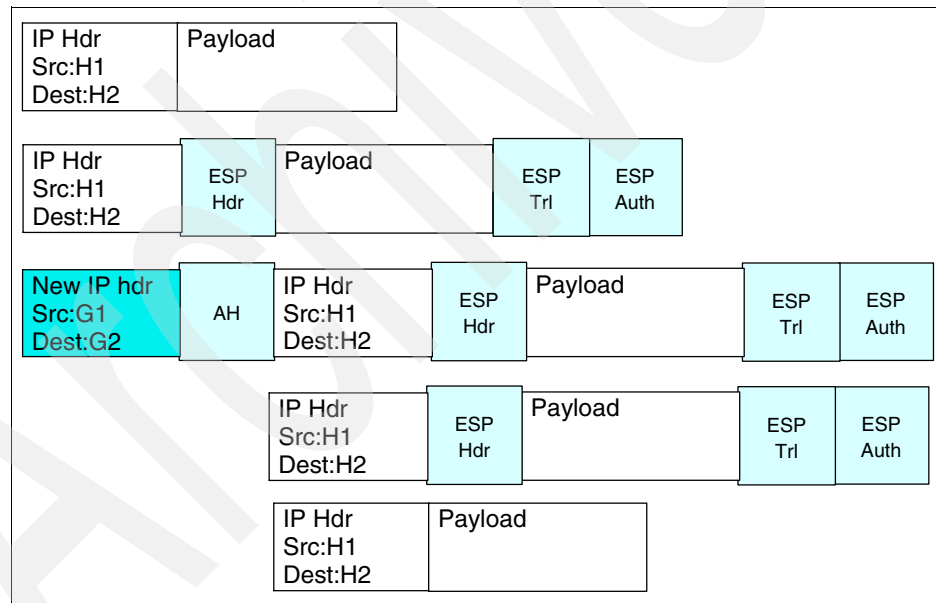 IP Hdr
Src:H1
Dest:H2
Payload
IP Hdr
Src:H1
Dest:H2
ESP
Hdr
Payload
ESP
Trl
ESP
Auth
New IP hdr
Src:G1
Dest:G2
AH
IP Hdr
Src:H1
Dest:H2
ESP
Hdr
Payload
ESP
Trl
ESP
Auth
IP Hdr
Src:H1
Dest:H2
ESP
Hdr
Payload
ESP
Trl
ESP
Auth
IP Hdr
Src:H1
Dest:H2
Payload